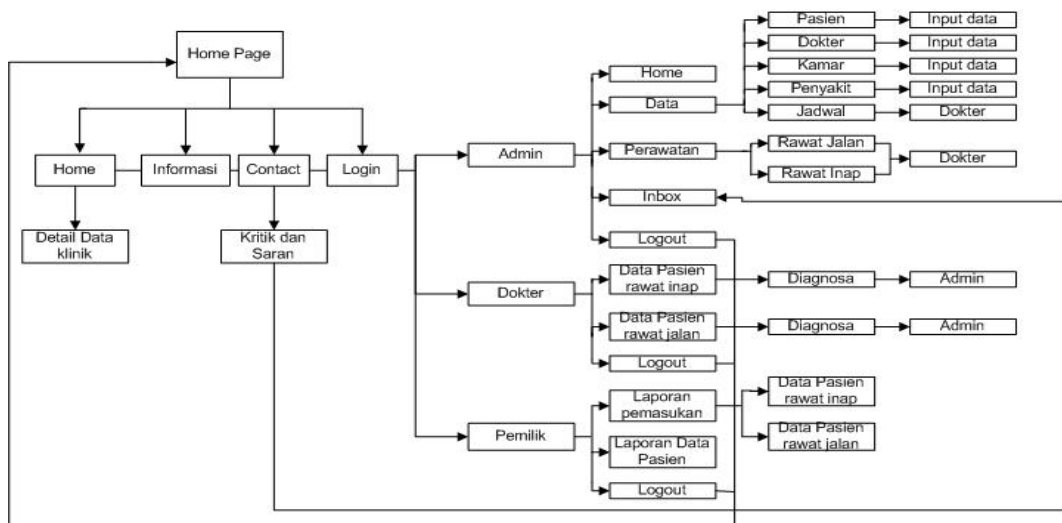 Home Page
Home
Informasi
Contact
Login
Detail Data
klinik
Kritik dan
Saran
Admin
Home
Data
Pasien
Input data
Dokter
Input data
Kamar
Input data
Penyakit
Input data
Jadwal
Dokter
Perawatan
Rawat Jalan
Rawat Inap
Dokter
Inbox
Logout
Dokter
Data Pasien
rawat inap
Diagnosa
Admin
Data Pasien
rawat jalan
Diagnosa
Admin
Logout
Pemilik
Laporan
pemasukan
Data Pasien
rawat inap
Data Pasien
rawat jalan
Laporan Data
Pasien
Logout